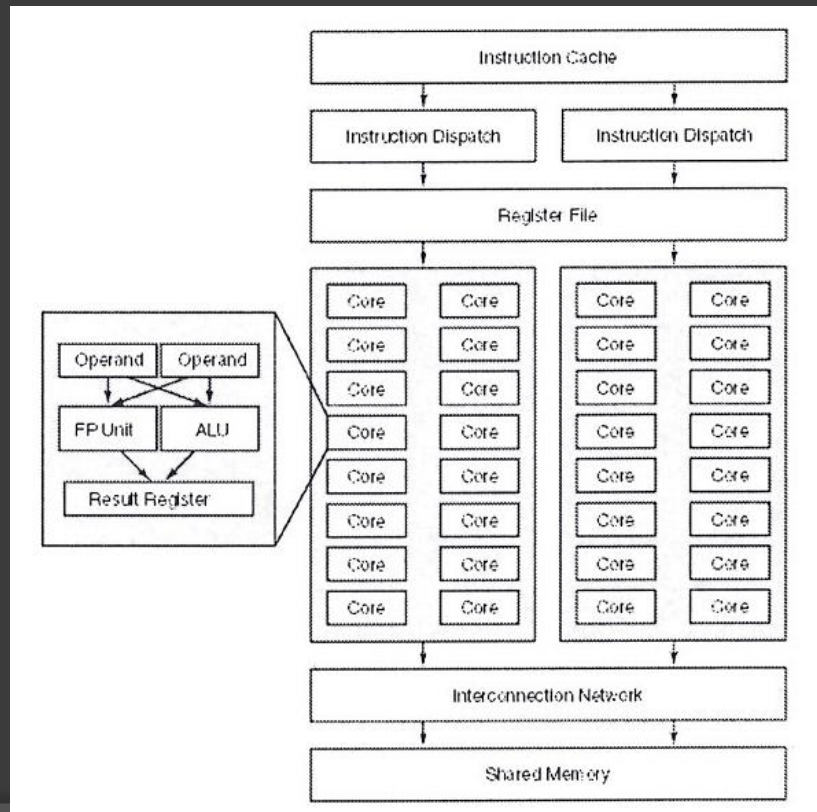 Instruction Cache
Instruction Dispatch Instruction Dispatch
Register File
Core Core Core Core
Core Core Core Core
Core Core Core Core
Operand Operand
Core Core Core Core
FP Unit ALU
Core Core Core Core
Result Register
Core Core Core Core
Core Core Core Core
Core Core Core Core
Interconnection Network
Shared Memory